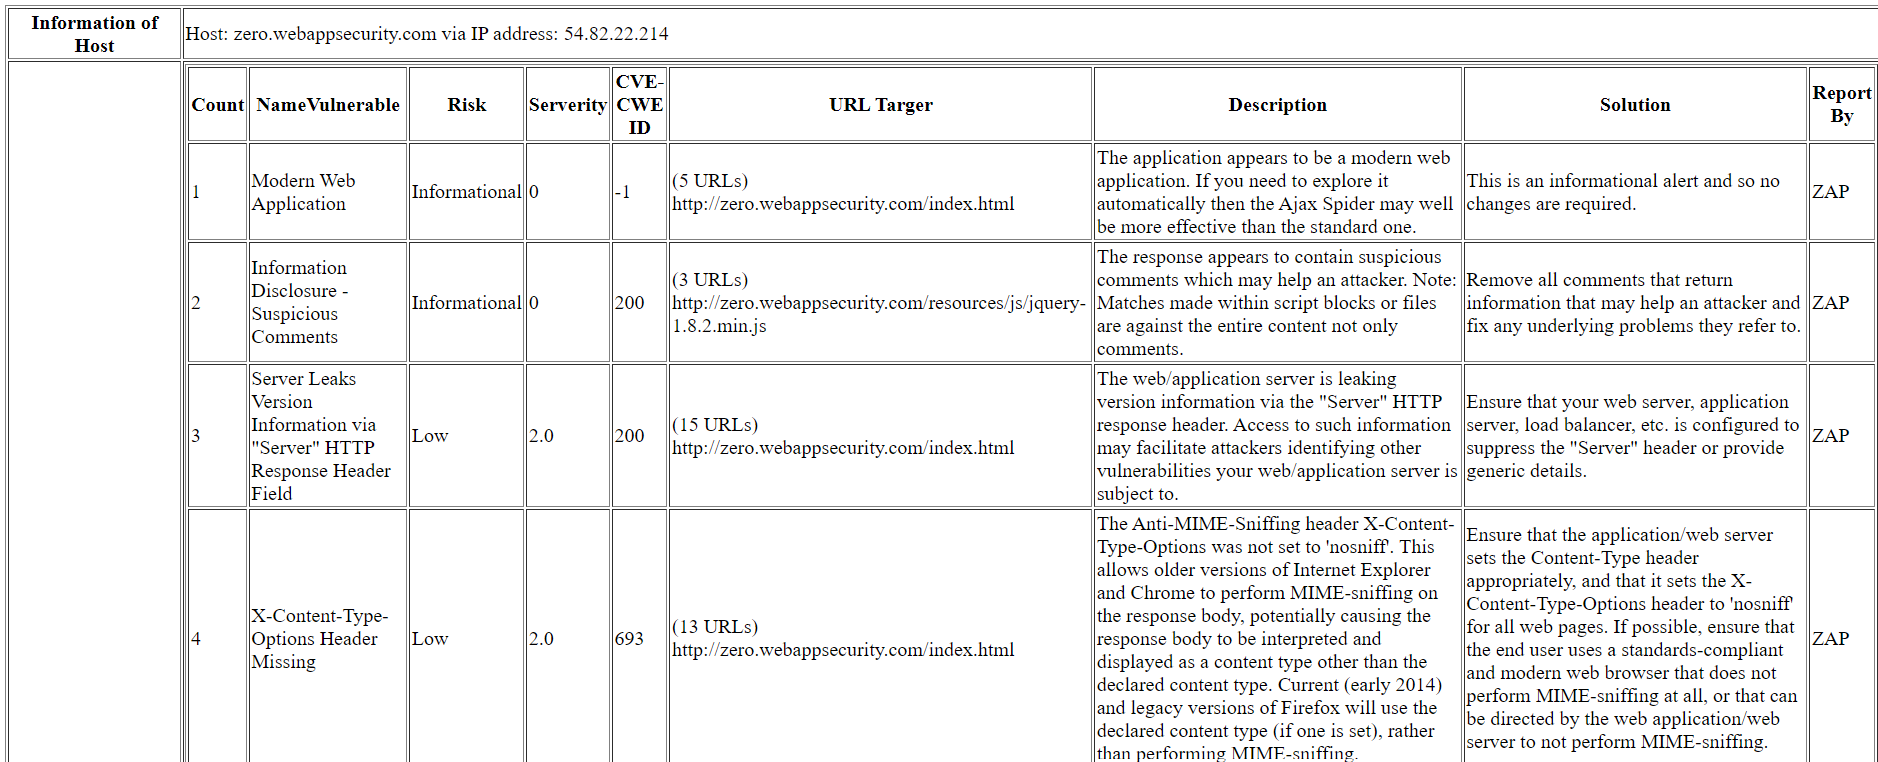 Information of
Host
Host: zero.webappsecurity.com via IP address: 54.82.22.214
Count
NameVulnerable
Risk
Serverity
CVE-
CWE
ID
URL Targer
Description
Solution
Report
By
1
Modern Web
Application
Informational
0
-1
(5 URLs)
http://zero.webappsecurity.com/index.html
The application appears to be a modern web
application. If you need to explore it
automatically then the Ajax Spider may well
be more effective than the standard one.
This is an informational alert and so no
changes are required.
ZAP
2
Information
Disclosure -
Suspicious
Comments
Informational
0
200
(3 URLs)
http://zero.webappsecurity.com/resources/js/jquery-
1.8.2.min.js
The response appears to contain suspicious
comments which may help an attacker. Note:
Matches made within script blocks or files
are against the entire content not only
comments.
Remove all comments that return
information that may help an attacker and
fix any underlying problems they refer to.
ZAP
3
Server Leaks
Version
Information via
"Server" HTTP
Response Header
Field
Low
2.0
200
(15 URLs)
http://zero.webappsecurity.com/index.html
The web/application server is leaking
version information via the "Server" HTTP
response header. Access to such information
may facilitate attackers identifying other
vulnerabilities your web/application server is
subject to.
Ensure that your web server, application
server, load balancer, etc. is configured to
suppress the "Server" header or provide
generic details.
ZAP
4
X-Content-Type-
Options Header
Missing
Low
2.0
693
(13 URLs)
http://zero.webappsecurity.com/index.html
The Anti-MIME-Sniffing header X-Content-
Type-Options was not set to 'nosniff'. This
allows older versions of Internet Explorer
and Chrome to perform MIME-sniffing on
the response body, potentially causing the
response body to be interpreted and
displayed as a content type other than the
declared content type. Current (early 2014)
and legacy versions of Firefox will use the
declared content type (if one is set), rather
than performing MIME-sniffing.
Ensure that the application/web server
sets the Content-Type header
appropriately, and that it sets the X-
Content-Type-Options header to 'nosniff'
for all web pages. If possible, ensure that
the end user uses a standards-compliant
and modern web browser that does not
perform MIME-sniffing at all, or that can
be directed by the web application/web
server to not perform MIME-sniffing.
ZAP